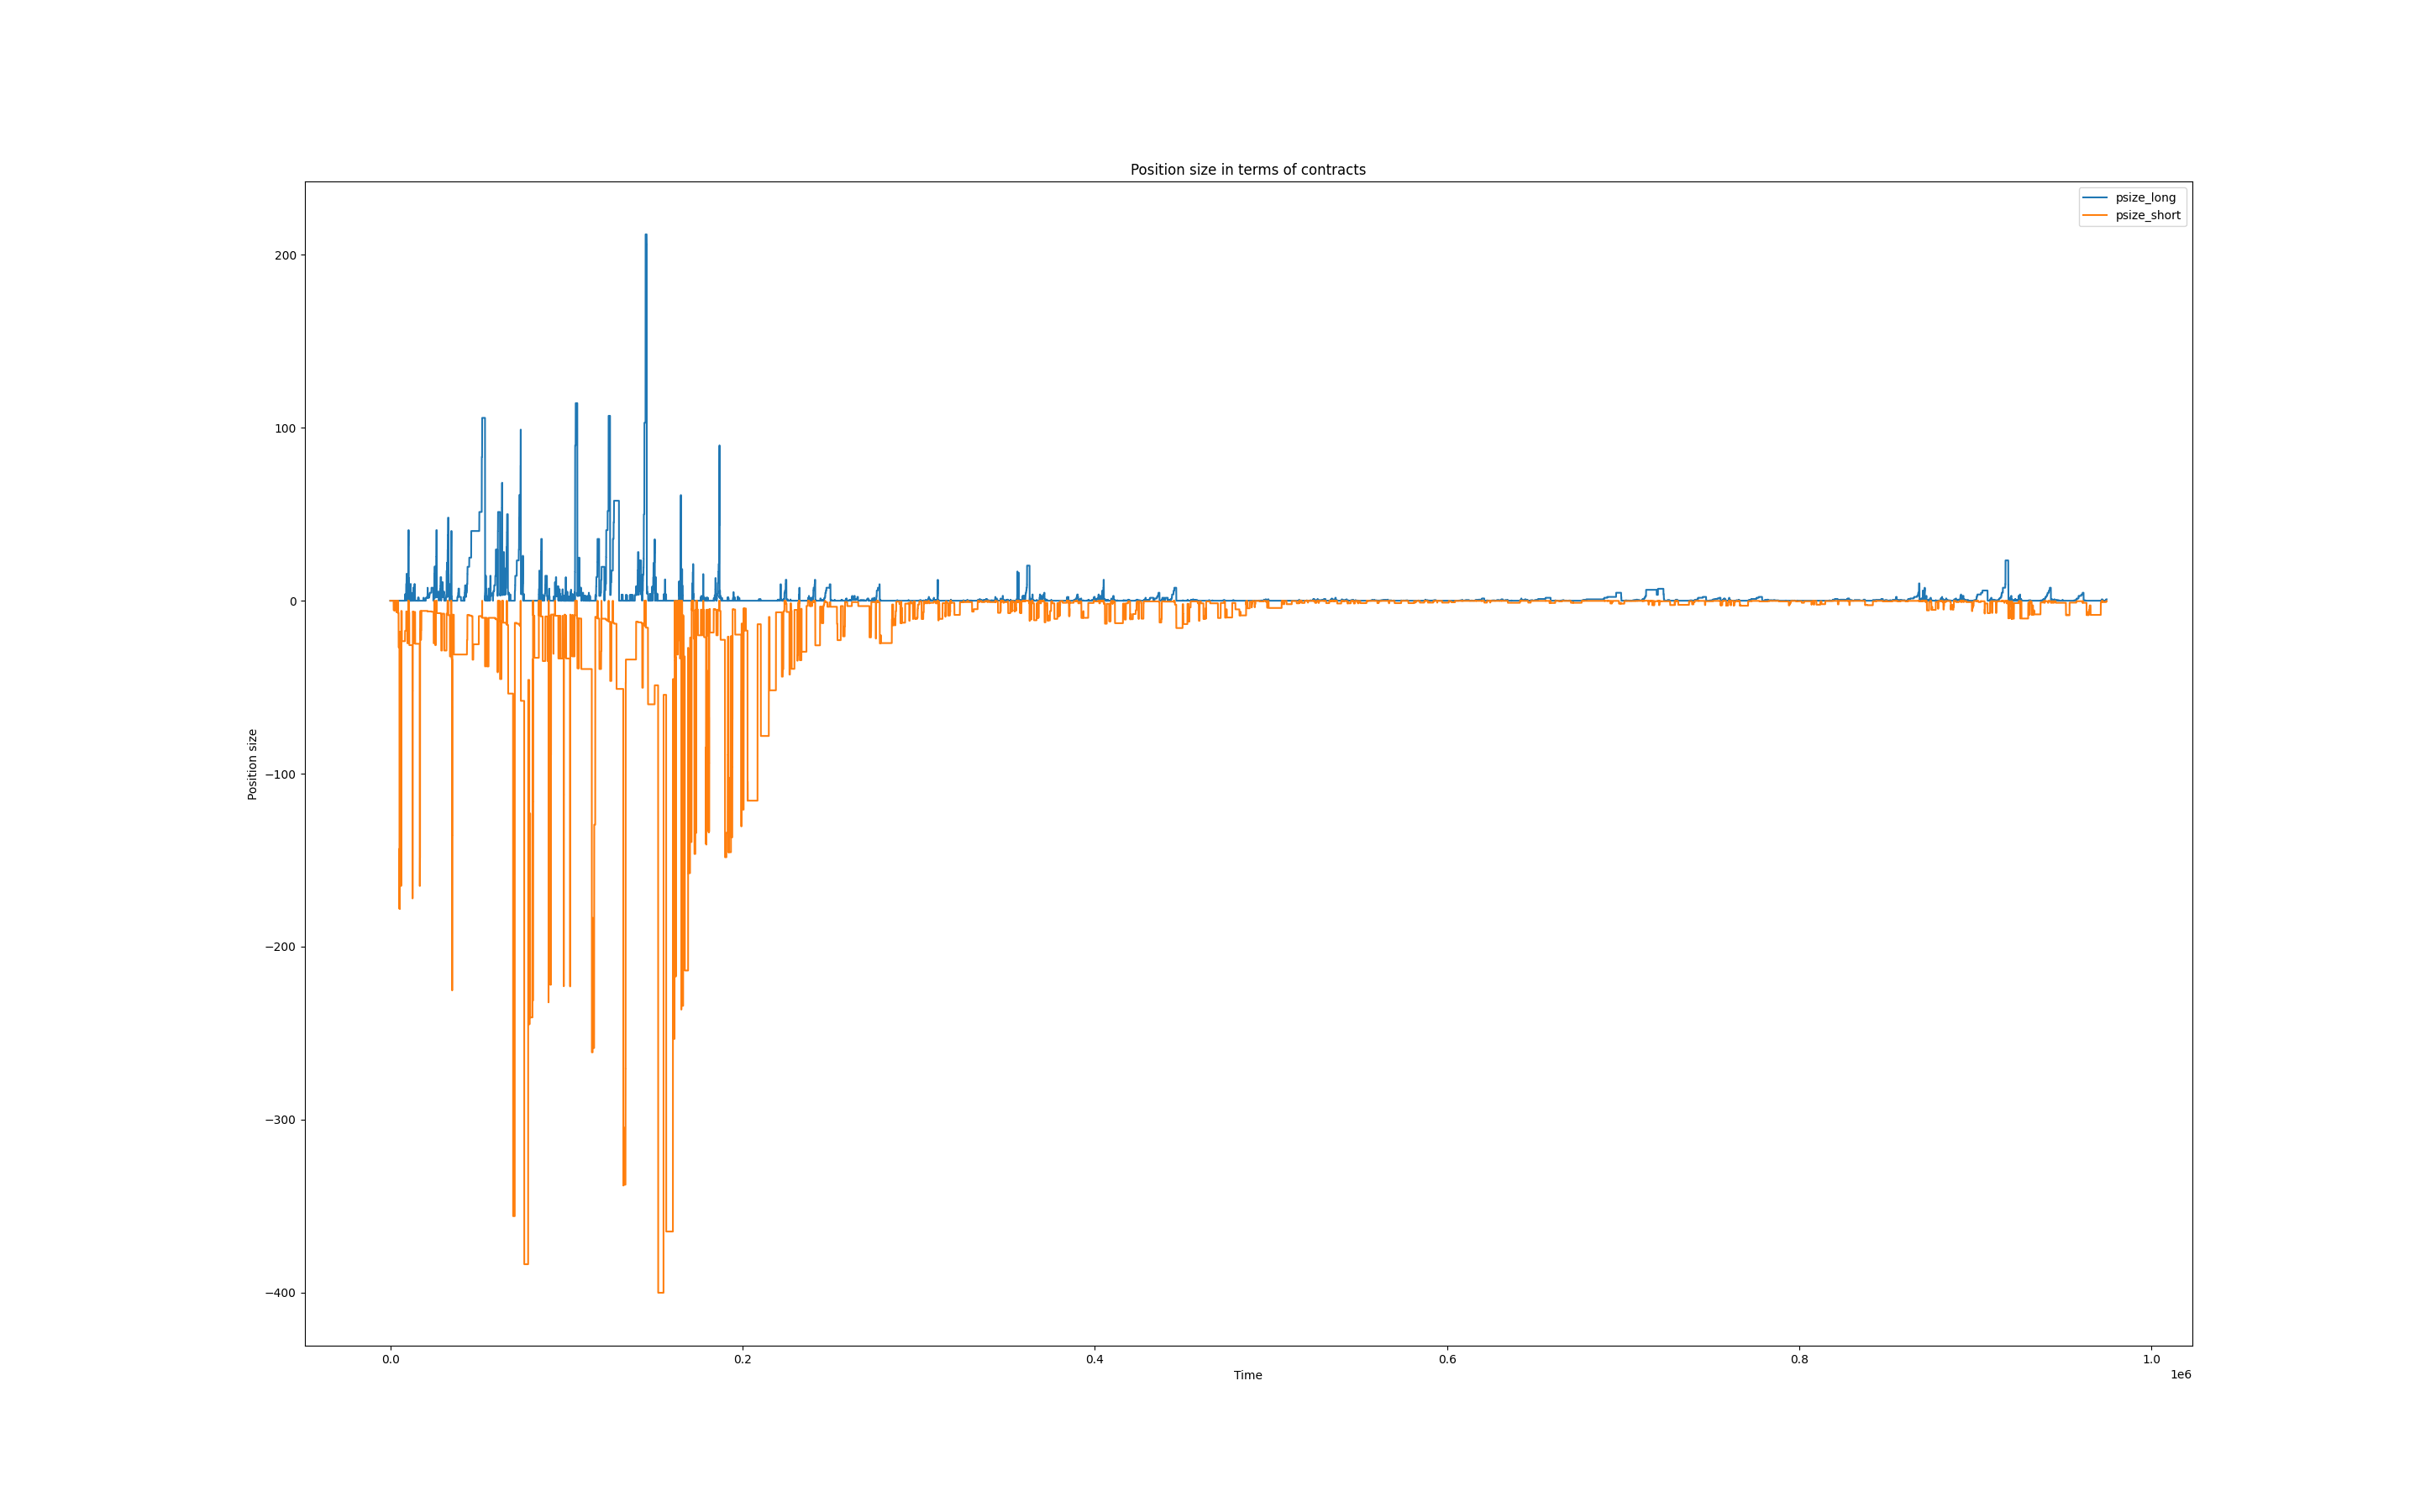 Position size in terms of contracts
psize_long
psize_short
200
100
0
−100
−200
−300
−400
Position size
0.0 0.2 0.4 0.6 0.8 1.0
Time
1e6